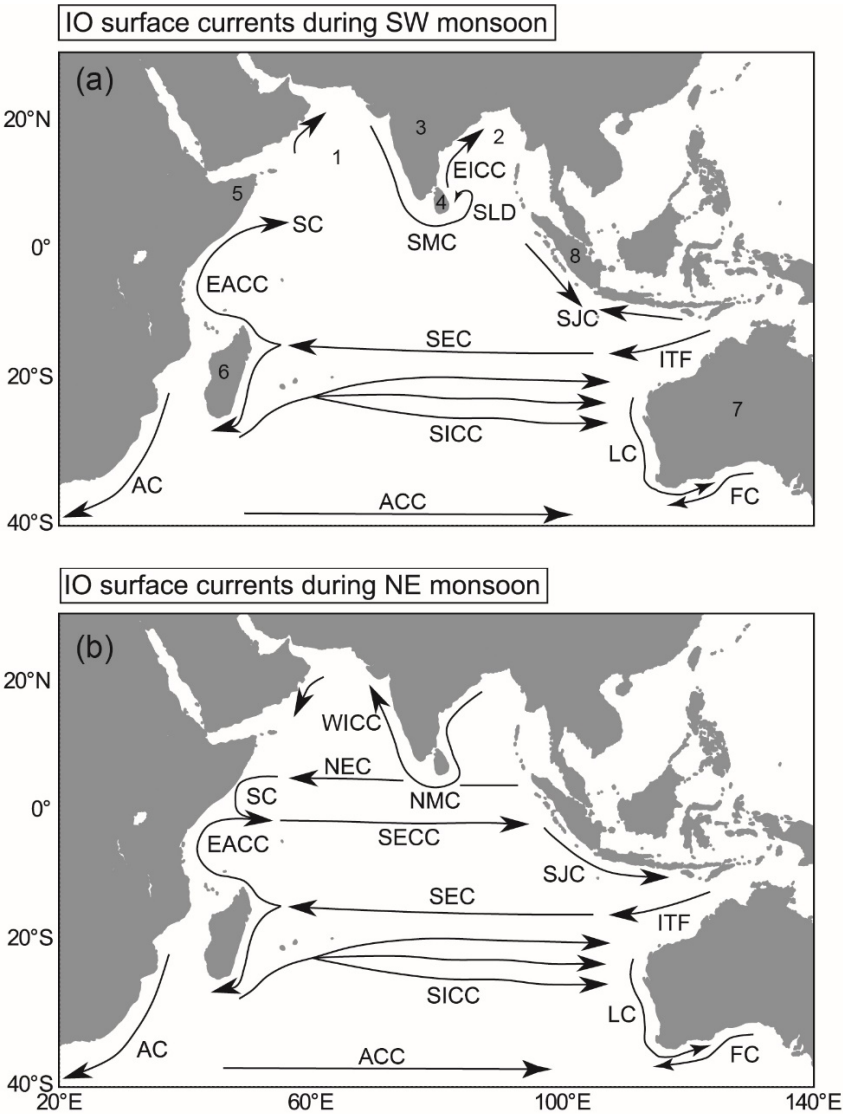 IO surface currents during SW monsoon
(a)
20°N
3
2
1
EICC
5
4
SLD
SC
SMC
0°
8
EACC
SJC
SEC
ITF
20°S
6
7
SICC
LC
AC
ACC
FC
40°S
IO surface currents during NE monsoon
(b)
20°N
WICC
NEC
SC
NMC
0°
EACC
SECC
SJC
SEC
ITF
20°S
SICC
LC
AC
ACC
FC
40°S
20°E 60°E 100°E 140°E